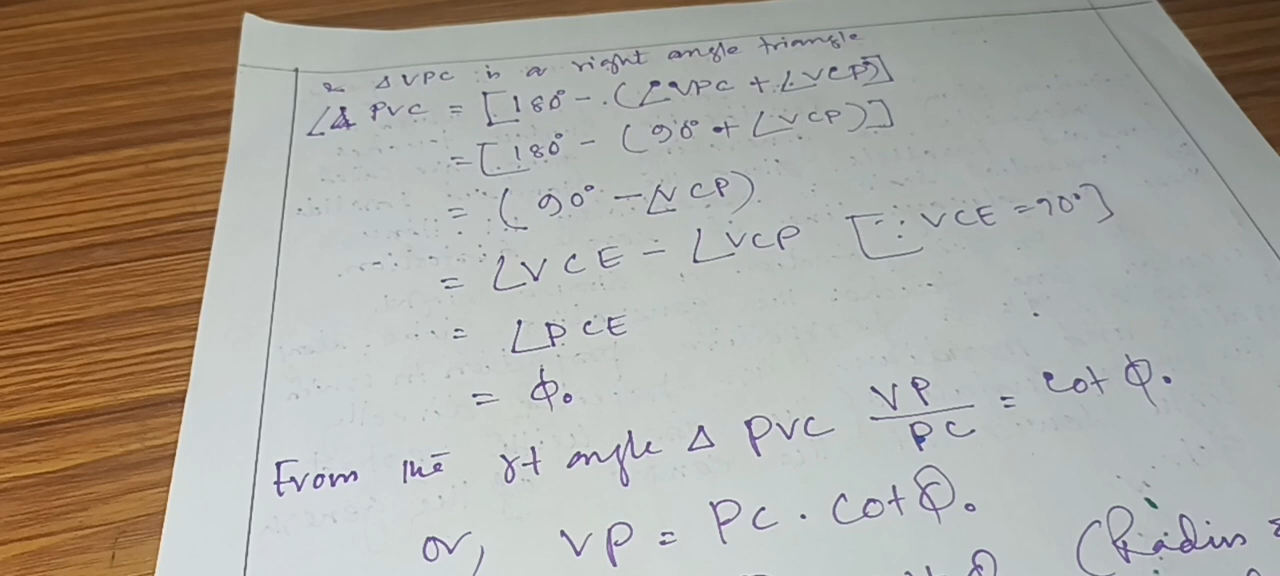 & △VPC is a right angle triangle
∠ PVC = [180° - (∠VPC + ∠VCP)]
= [180° - (90° + ∠VCP)]
= (90° - ∠VCP)
= ∠VCE - ∠VCP [∵ VCE = 90°]
= ∠PCE
= ϕ.
From the rt angle △ PVC VP/PC = cot ϕ.
or, VP = PC . cot ϕ.
(Radius